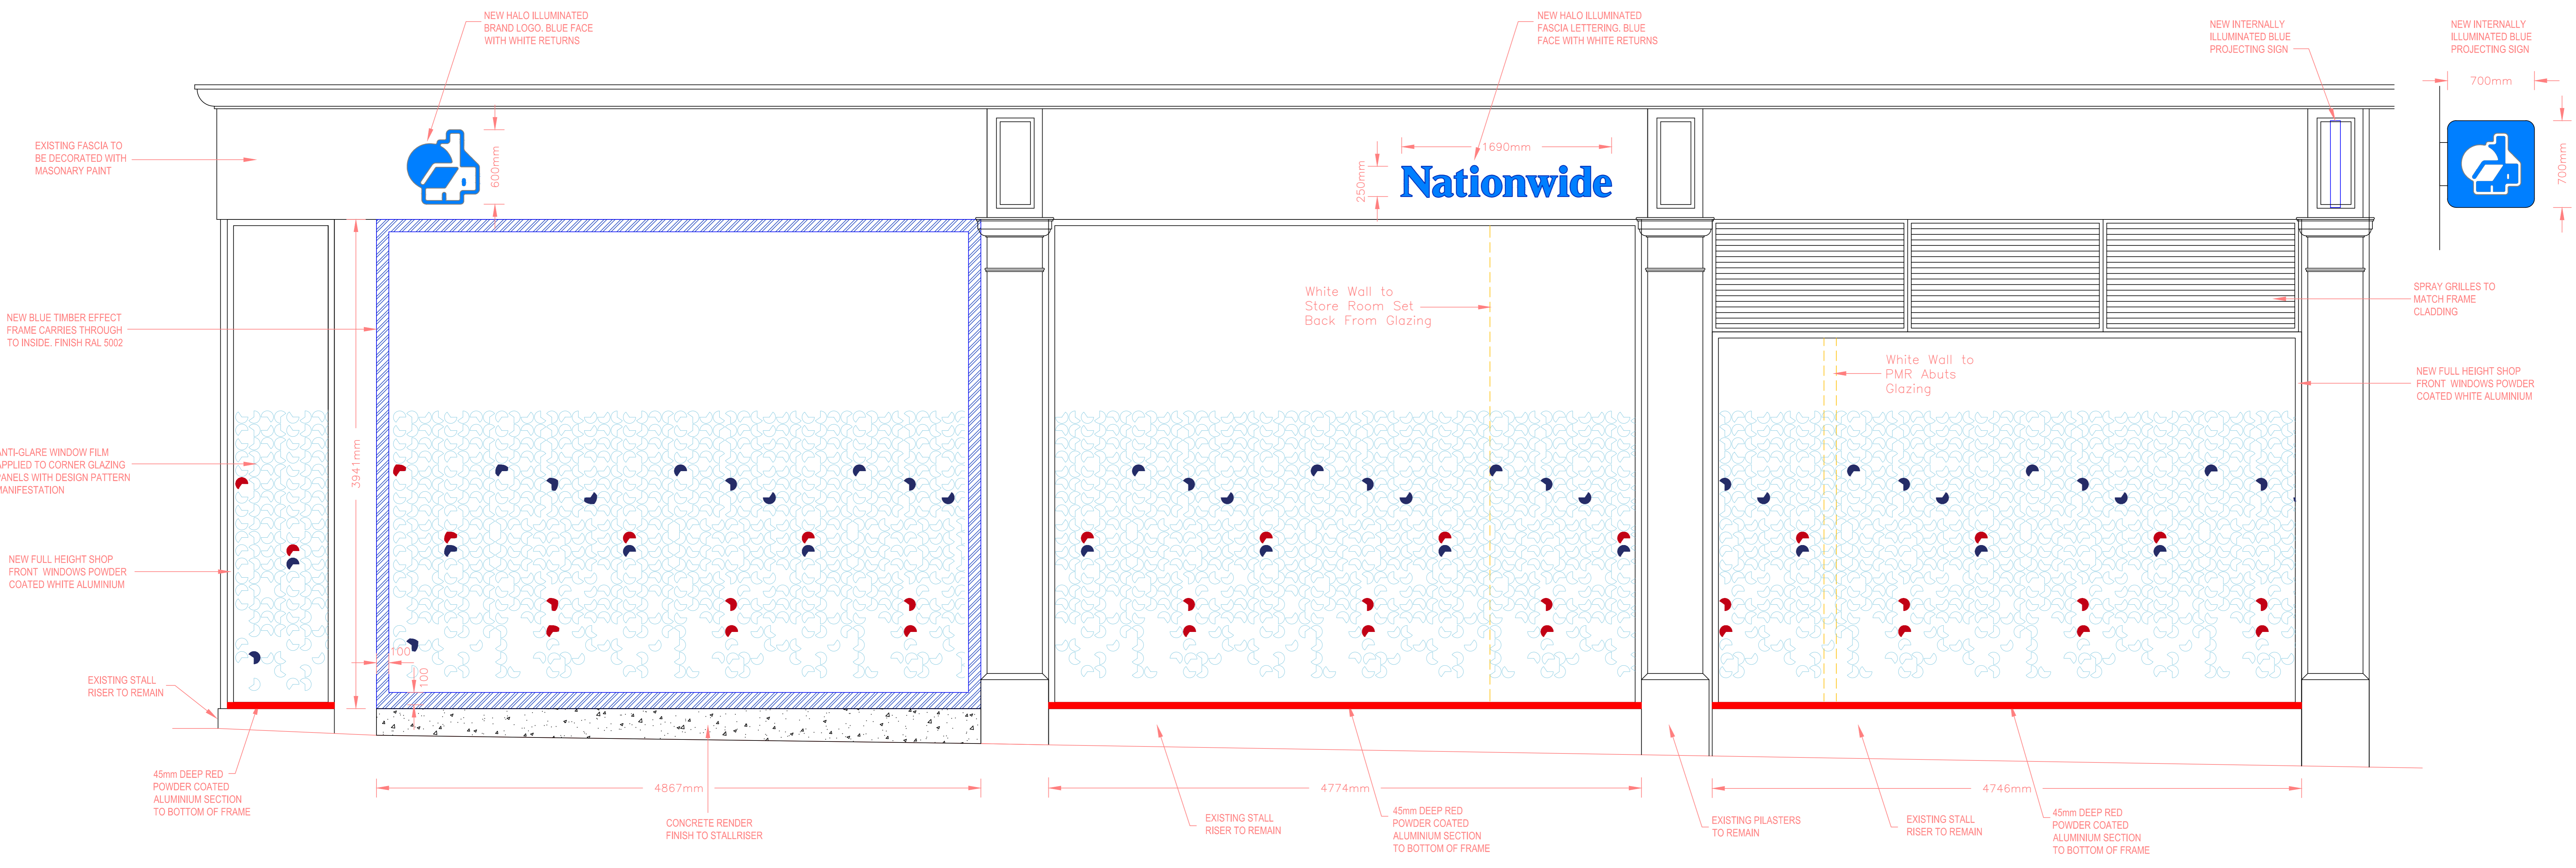 NEW HALO ILLUMINATED
BRAND LOGO. BLUE FACE
WITH WHITE RETURNS
NEW HALO ILLUMINATED
FASCIA LETTERING. BLUE
FACE WITH WHITE RETURNS
NEW INTERNALLY
ILLUMINATED BLUE
PROJECTING SIGN
NEW INTERNALLY
ILLUMINATED BLUE
PROJECTING SIGN
700mm
700mm
EXISTING FASCIA TO
BE DECORATED WITH
MASONARY PAINT
600mm
1690mm
250mm
Nationwide
NEW BLUE TIMBER EFFECT
FRAME CARRIES THROUGH
TO INSIDE. FINISH RAL 5002
White Wall to
Store Room Set
Back From Glazing
SPRAY GRILLES TO
MATCH FRAME
CLADDING
White Wall to
PMR Abuts
Glazing
NEW FULL HEIGHT SHOP
FRONT WINDOWS POWDER
COATED WHITE ALUMINIUM
ANTI-GLARE WINDOW FILM
APPLIED TO CORNER GLAZING
PANELS WITH DESIGN PATTERN
MANIFESTATION
3941mm
NEW FULL HEIGHT SHOP
FRONT WINDOWS POWDER
COATED WHITE ALUMINIUM
100
100
EXISTING STALL
RISER TO REMAIN
45mm DEEP RED
POWDER COATED
ALUMINIUM SECTION
TO BOTTOM OF FRAME
4867mm
4774mm
4746mm
CONCRETE RENDER
FINISH TO STALLRISER
EXISTING STALL
RISER TO REMAIN
45mm DEEP RED
POWDER COATED
ALUMINIUM SECTION
TO BOTTOM OF FRAME
EXISTING PILASTERS
TO REMAIN
EXISTING STALL
RISER TO REMAIN
45mm DEEP RED
POWDER COATED
ALUMINIUM SECTION
TO BOTTOM OF FRAME